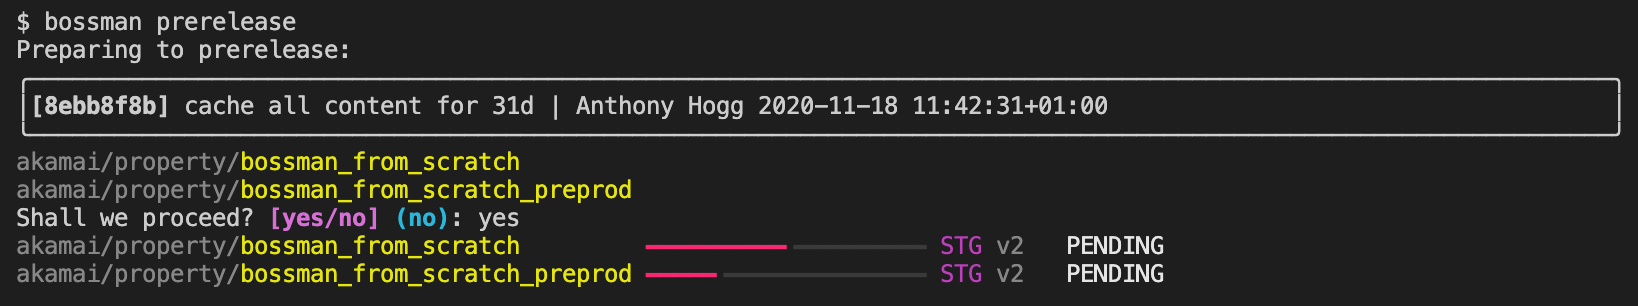 $ bossman prerelease
Preparing to prerelease:
[8ebb8f8b] cache all content for 31d | Anthony Hogg 2020-11-18 11:42:31+01:00
akamai/property/bossman_from_scratch
akamai/property/bossman_from_scratch_preprod
Shall we proceed? [yes/no] (no): yes
akamai/property/bossman_from_scratch STG v2 PENDING
akamai/property/bossman_from_scratch_preprod STG v2 PENDING